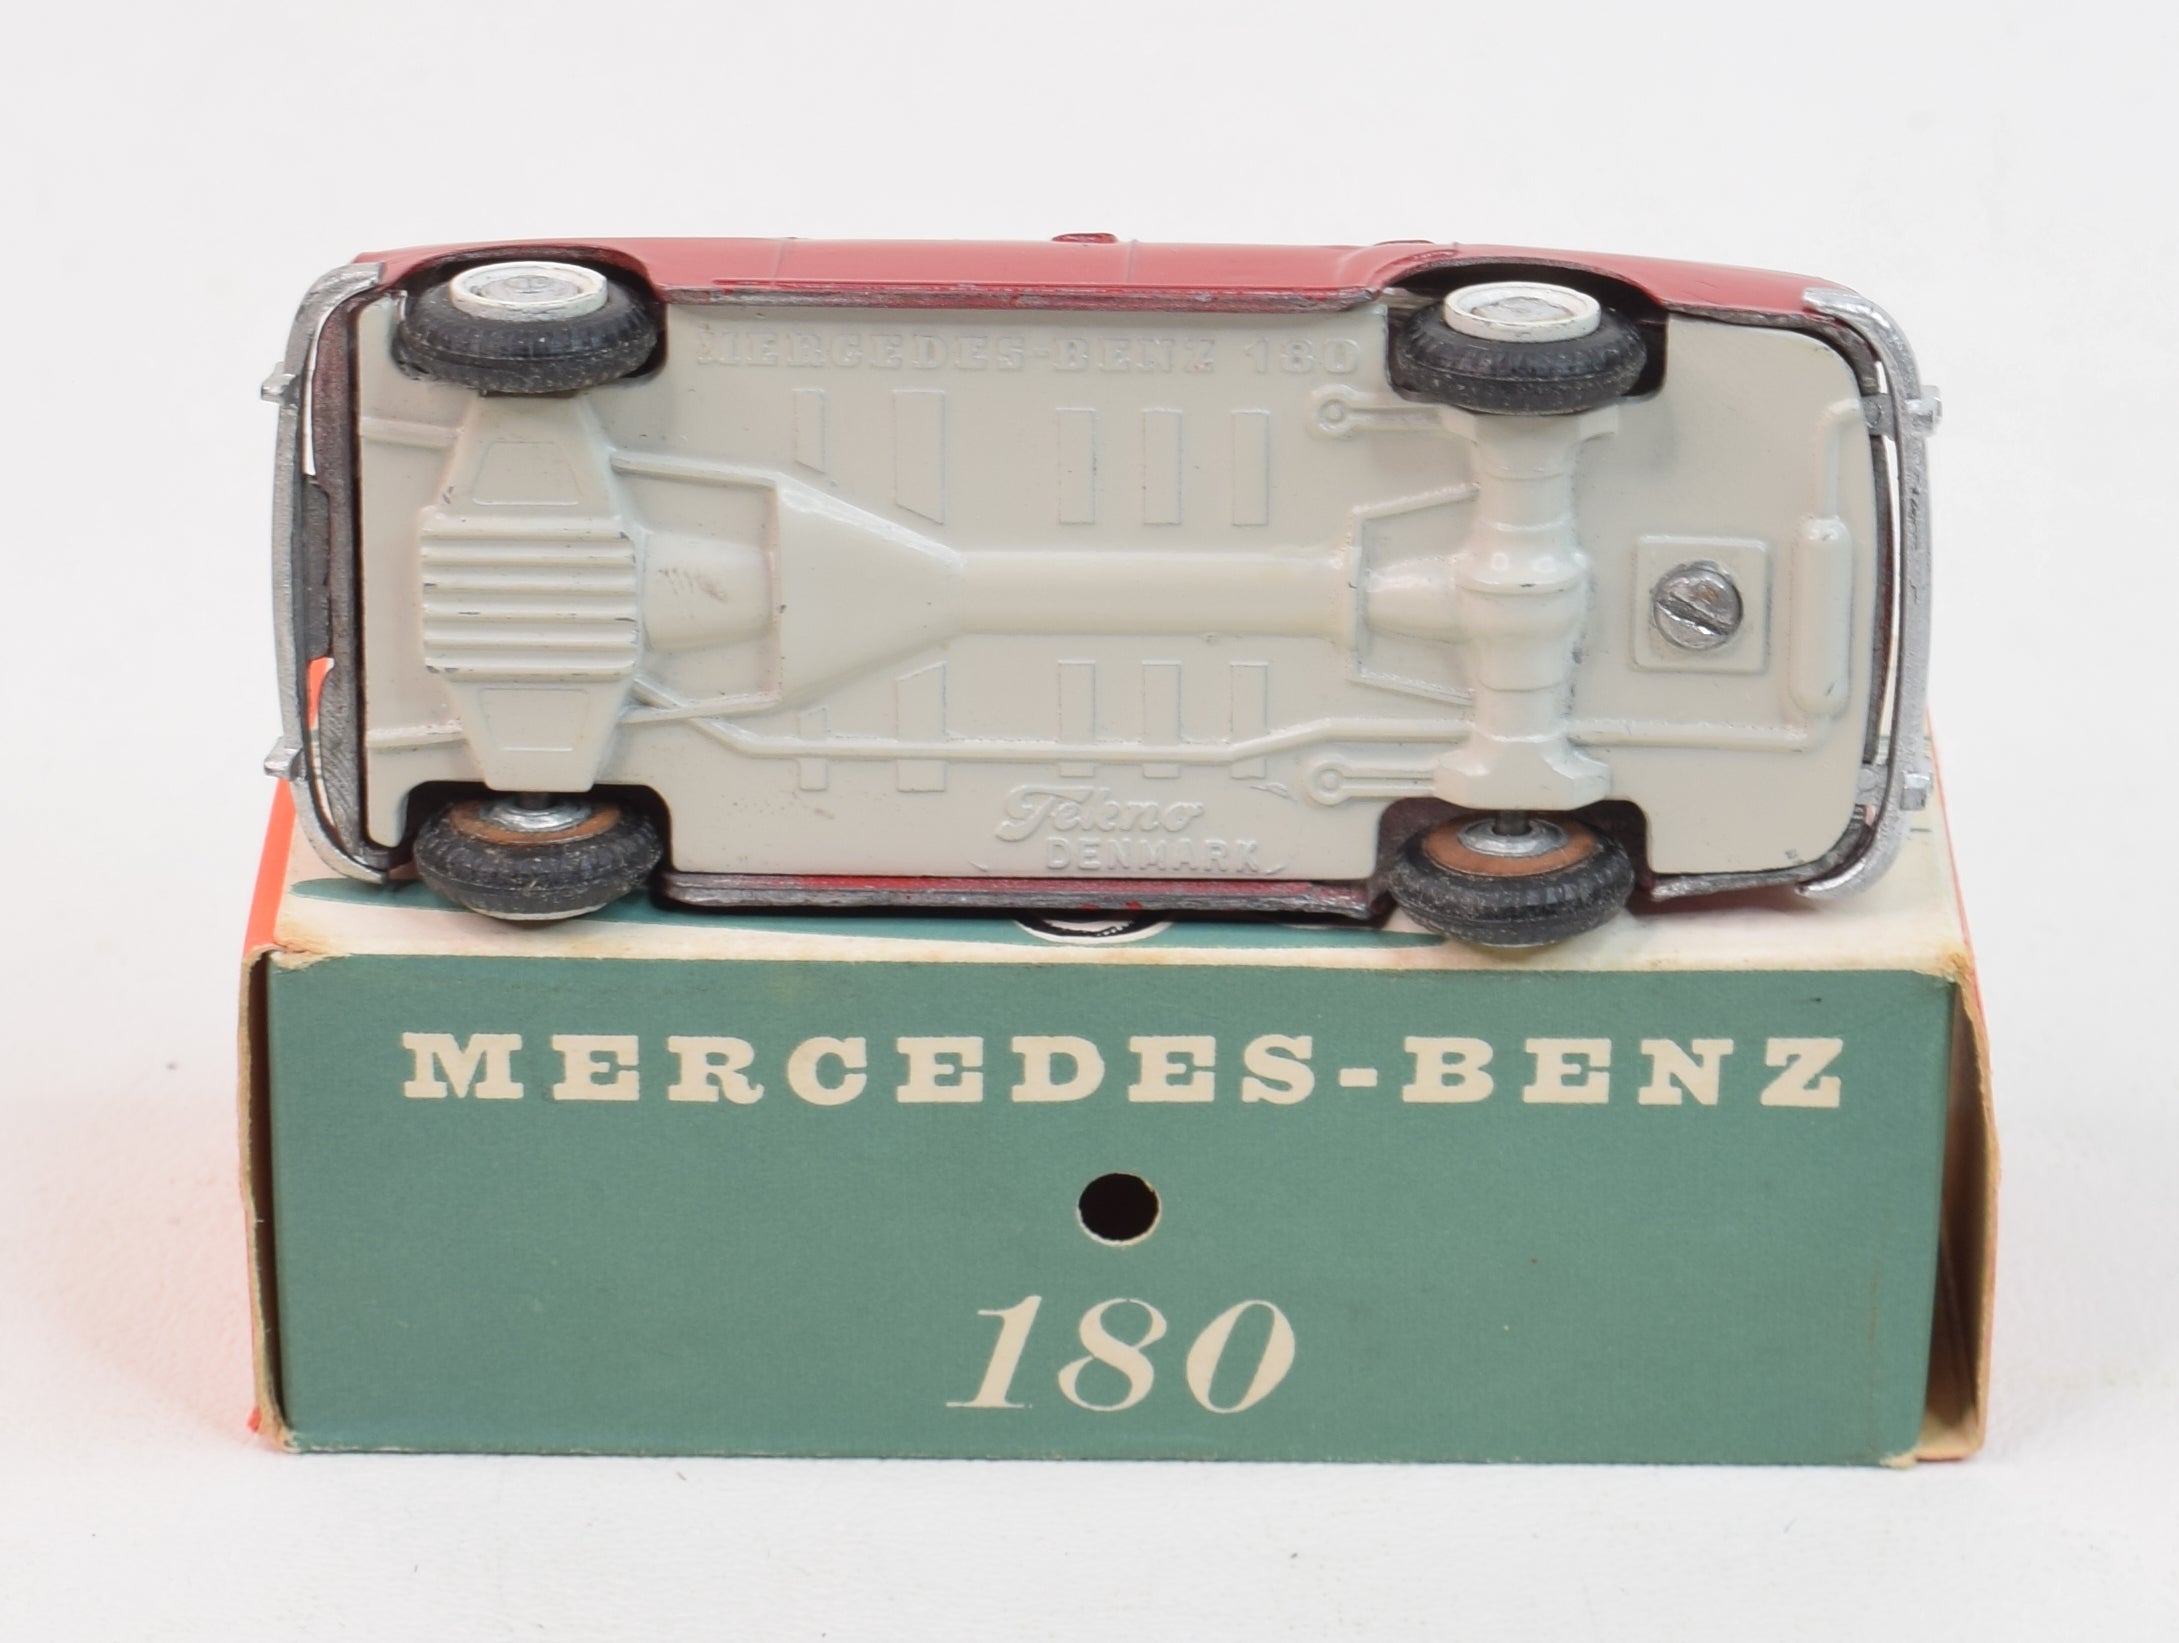 MERCEDES-BENZ 180
Tekno
DENMARK
MERCEDES-BENZ
180